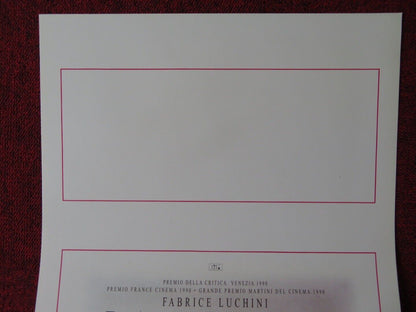 PREMIO DELLA CRITICA VENEZIA 1990
PREMIO FRANCE CINEMA 1990 • GRANDE PREMIO MARTINI DEL CINEMA 1990
FABRICE LUCHINI